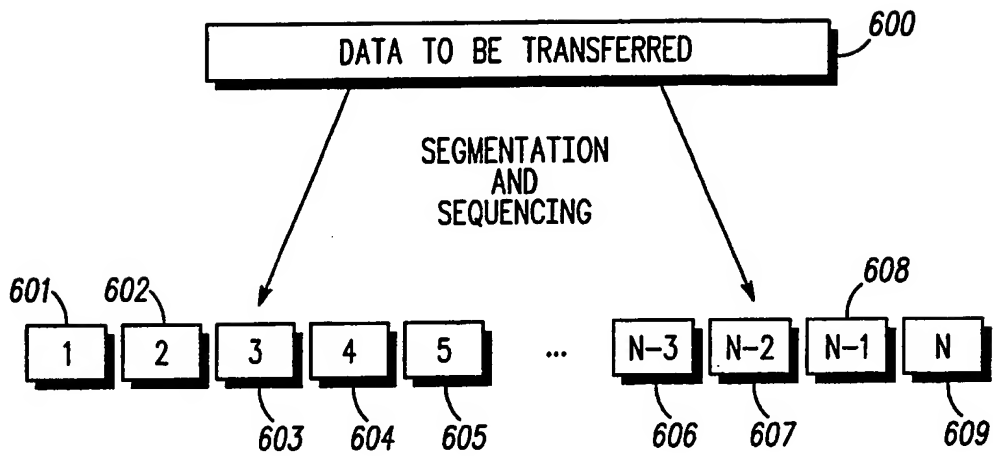 600
DATA TO BE TRANSFERRED
SEGMENTATION
AND
SEQUENCING
601 602 608
1 2 3 4 5 ... N-3 N-2 N-1 N
603 604 605 606 607 609